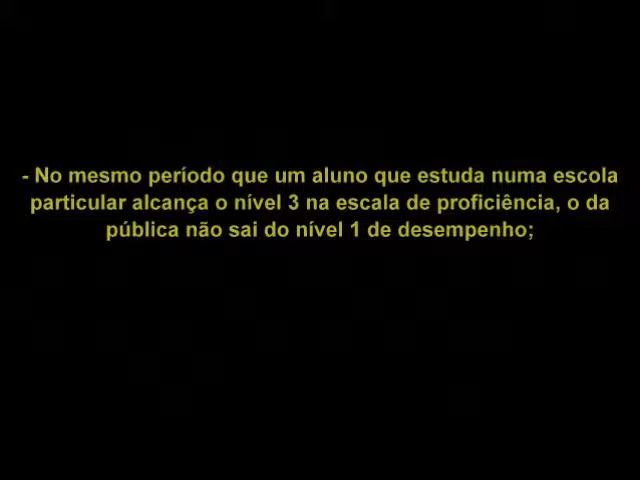 - No mesmo período que um aluno que estuda numa escola
particular alcança o nível 3 na escala de proficiência, o da
pública não sai do nível 1 de desempenho;